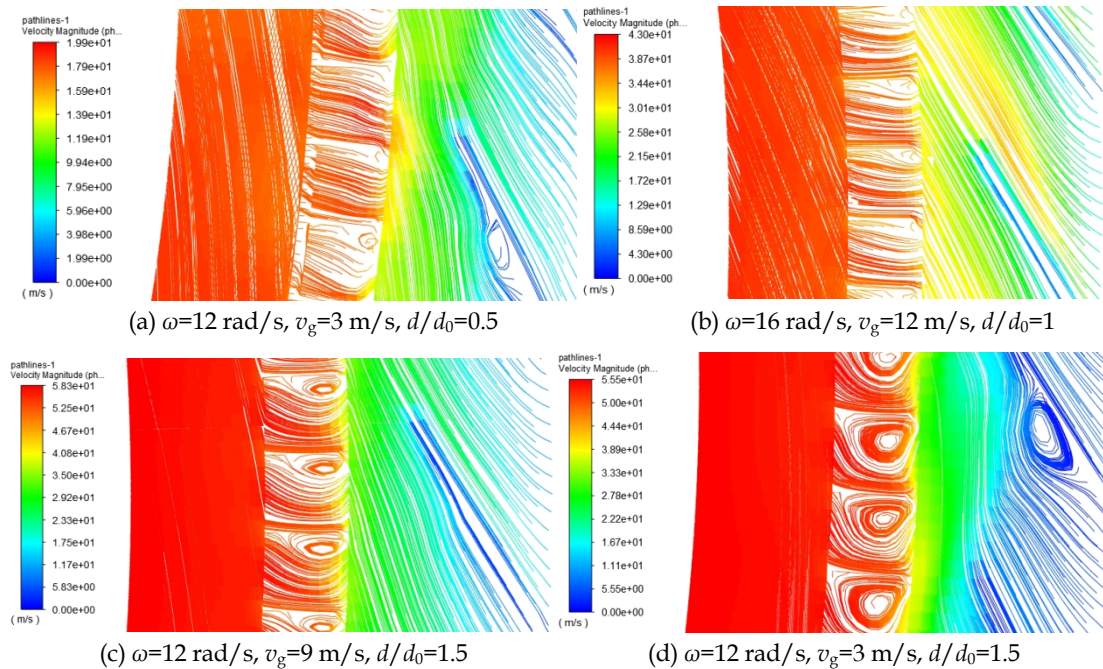 pathlines-1
Velocity Magnitude (ph...
1.99e+01
1.79e+01
1.59e+01
1.39e+01
1.19e+01
9.94e+00
7.95e+00
5.96e+00
3.98e+00
1.99e+00
0.00e+00
( m/s )
(a) ω=12 rad/s, vg=3 m/s, d/d0=0.5
pathlines-1
Velocity Magnitude (ph...
4.30e+01
3.87e+01
3.44e+01
3.01e+01
2.58e+01
2.15e+01
1.72e+01
1.29e+01
8.60e+00
4.30e+00
0.00e+00
( m/s )
(b) ω=16 rad/s, vg=12 m/s, d/d0=1
pathlines-1
Velocity Magnitude (ph...
5.83e+01
5.25e+01
4.67e+01
4.08e+01
3.50e+01
2.92e+01
2.33e+01
1.75e+01
1.17e+01
5.83e+00
0.00e+00
( m/s )
(c) ω=12 rad/s, vg=9 m/s, d/d0=1.5
pathlines-1
Velocity Magnitude (ph...
5.55e+01
5.00e+01
4.44e+01
3.89e+01
3.33e+01
2.78e+01
2.22e+01
1.67e+01
1.11e+01
5.55e+00
0.00e+00
( m/s )
(d) ω=12 rad/s, vg=3 m/s, d/d0=1.5